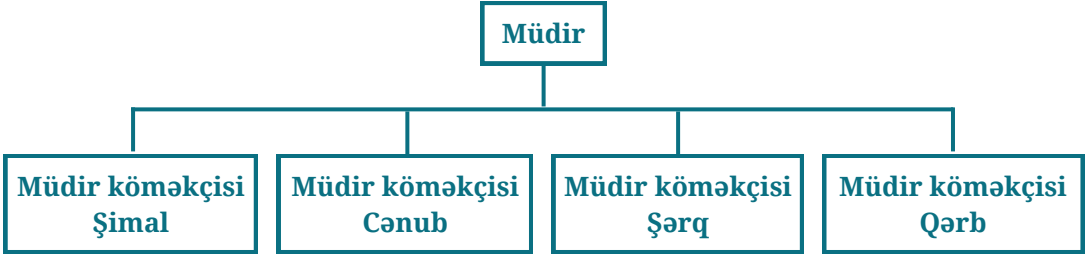 Müdir
Müdir köməkçisi
Şimal
Müdir köməkçisi
Cənub
Müdir köməkçisi
Şərq
Müdir köməkçisi
Qərb